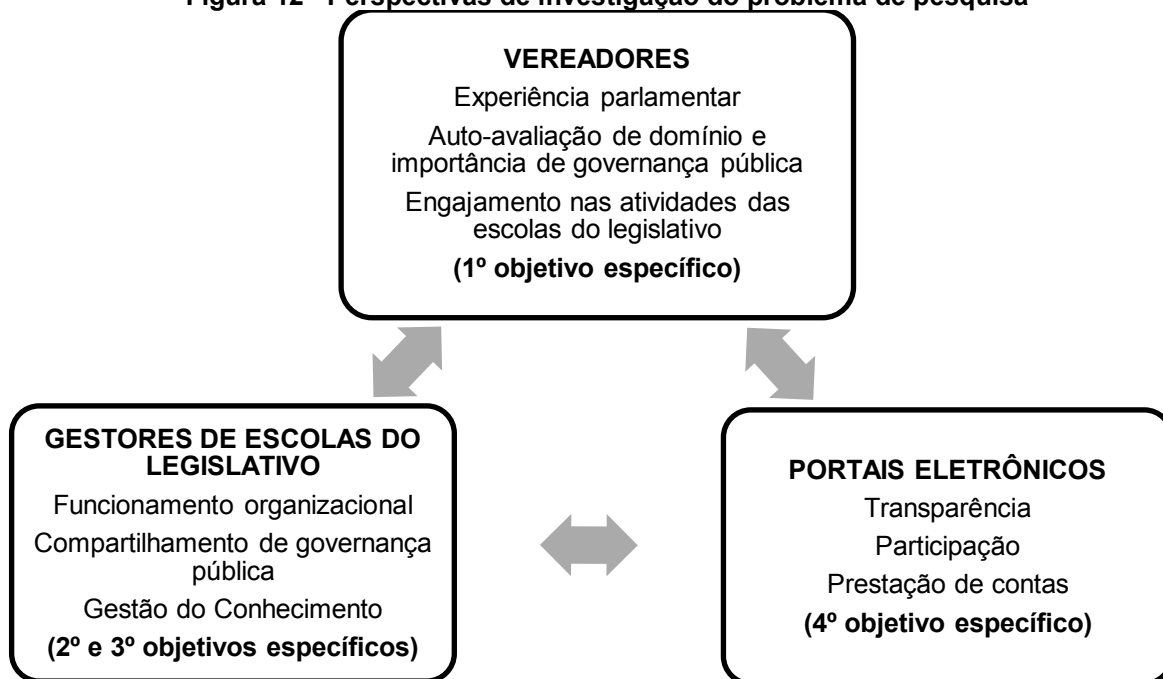 Figura 12 - Perspectivas de investigação do problema de pesquisa
VEREADORES
Experiência parlamentar
Auto-avaliação de domínio e
importância de governança pública
Engajamento nas atividades das
escolas do legislativo
(1º objetivo específico)
GESTORES DE ESCOLAS DO
LEGISLATIVO
Funcionamento organizacional
Compartilhamento de governança
pública
Gestão do Conhecimento
(2º e 3º objetivos específicos)
PORTAIS ELETRÔNICOS
Transparência
Participação
Prestação de contas
(4º objetivo específico)